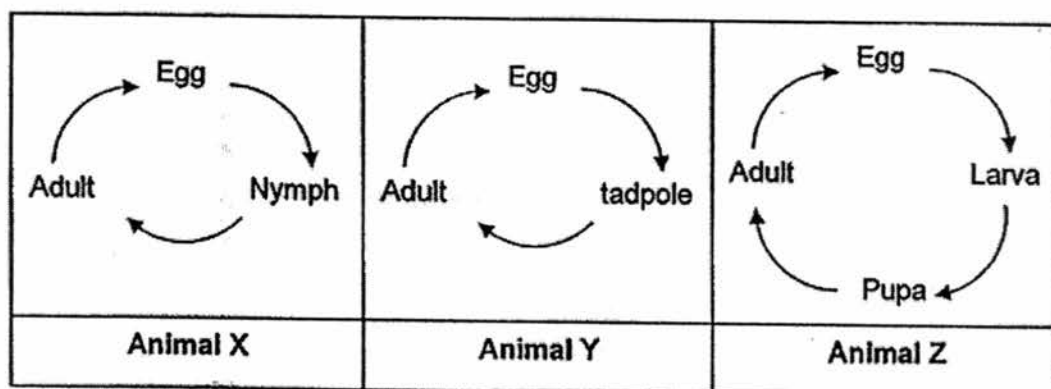 Egg
Adult
Nymph
Animal X
Egg
Adult
tadpole
Animal Y
Egg
Adult
Larva
Pupa
Animal Z